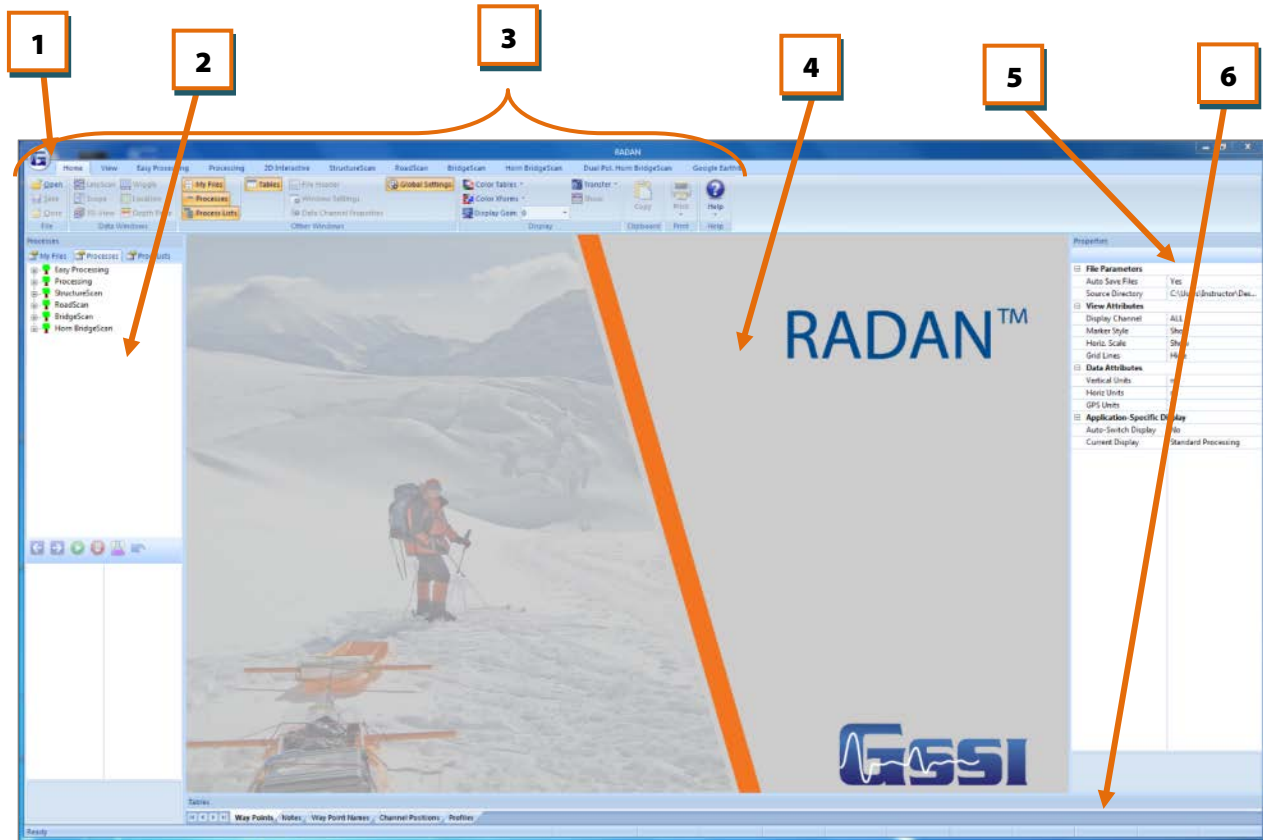 1
2
3
4
5
6
RADAN
Home View Easy Processing Processing 2D Interactive StructureScan RoadScan BridgeScan Horn BridgeScan Dual Pol. Horn BridgeScan Google Earth
Open LineScan Wiggle My Files Tables File Header Global Settings Color Tables Transfer
Save Scope Location Processes Window Settings Color Xforms Show Copy Print Help
Close 3D View Depth Process Lists Data Channel Properties Display Gain: 0
File Data Windows Other Windows Display Clipboard Print Help
Processes
My Files Processes Proc Lists
Easy Processing
Processing
StructureScan
RoadScan
BridgeScan
Horn BridgeScan
RADAN™
GSSI
Properties
File Parameters
Auto Save Files Yes
Source Directory C:\Users\Instructor\Des...
View Attributes
Display Channel ALL
Marker Style
Horiz. Scale
Grid Lines
Data Attributes
Vertical Units
Horiz Units
GPS Units
Application-Specific Display
Auto-Switch Display No
Current Display Standard Processing
Tables
Way Points Notes Way Point Names Channel Positions Profiles
Ready